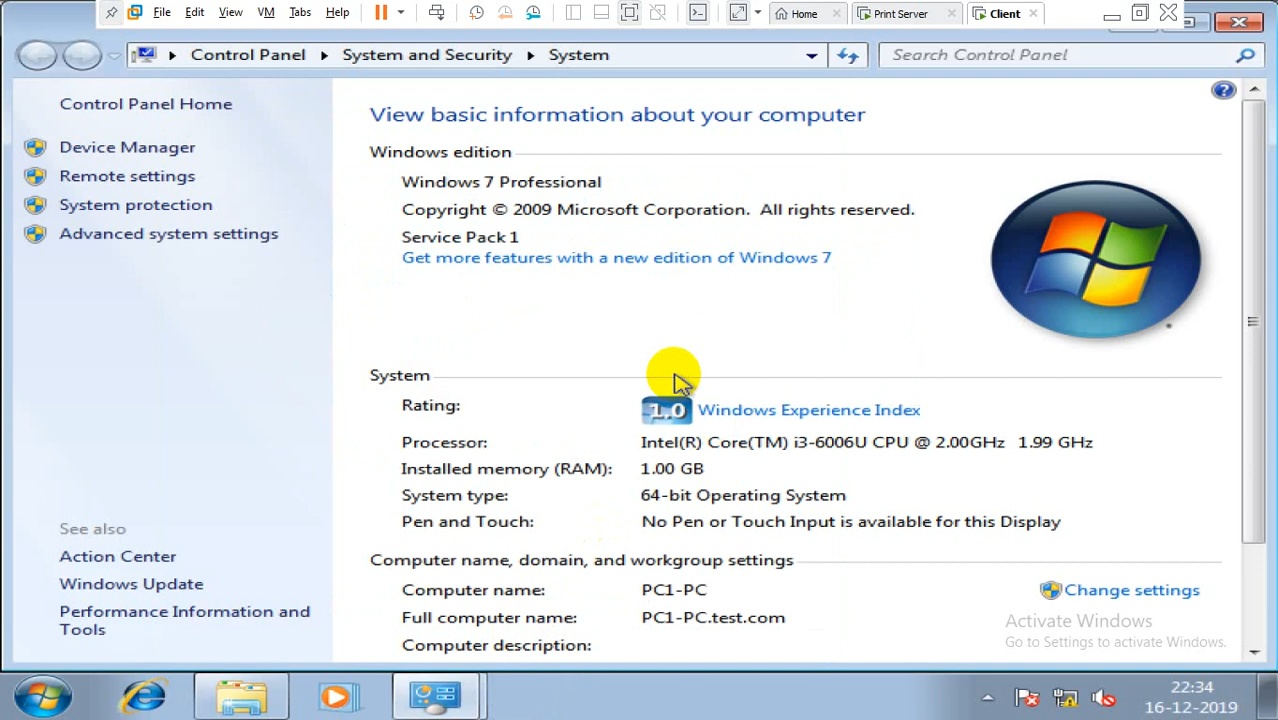 File Edit View VM Tabs Help Home Print Server Client
Control Panel System and Security System Search Control Panel
Control Panel Home
Device Manager
Remote settings
System protection
Advanced system settings
See also
Action Center
Windows Update
Performance Information and
Tools
View basic information about your computer
Windows edition
Windows 7 Professional
Copyright © 2009 Microsoft Corporation. All rights reserved.
Service Pack 1
Get more features with a new edition of Windows 7
System
Rating: 1.0 Windows Experience Index
Processor: Intel(R) Core(TM) i3-6006U CPU @ 2.00GHz 1.99 GHz
Installed memory (RAM): 1.00 GB
System type: 64-bit Operating System
Pen and Touch: No Pen or Touch Input is available for this Display
Computer name, domain, and workgroup settings
Computer name: PC1-PC Change settings
Full computer name: PC1-PC.test.com
Computer description:
Activate Windows
Go to Settings to activate Windows.
22:34
16-12-2019